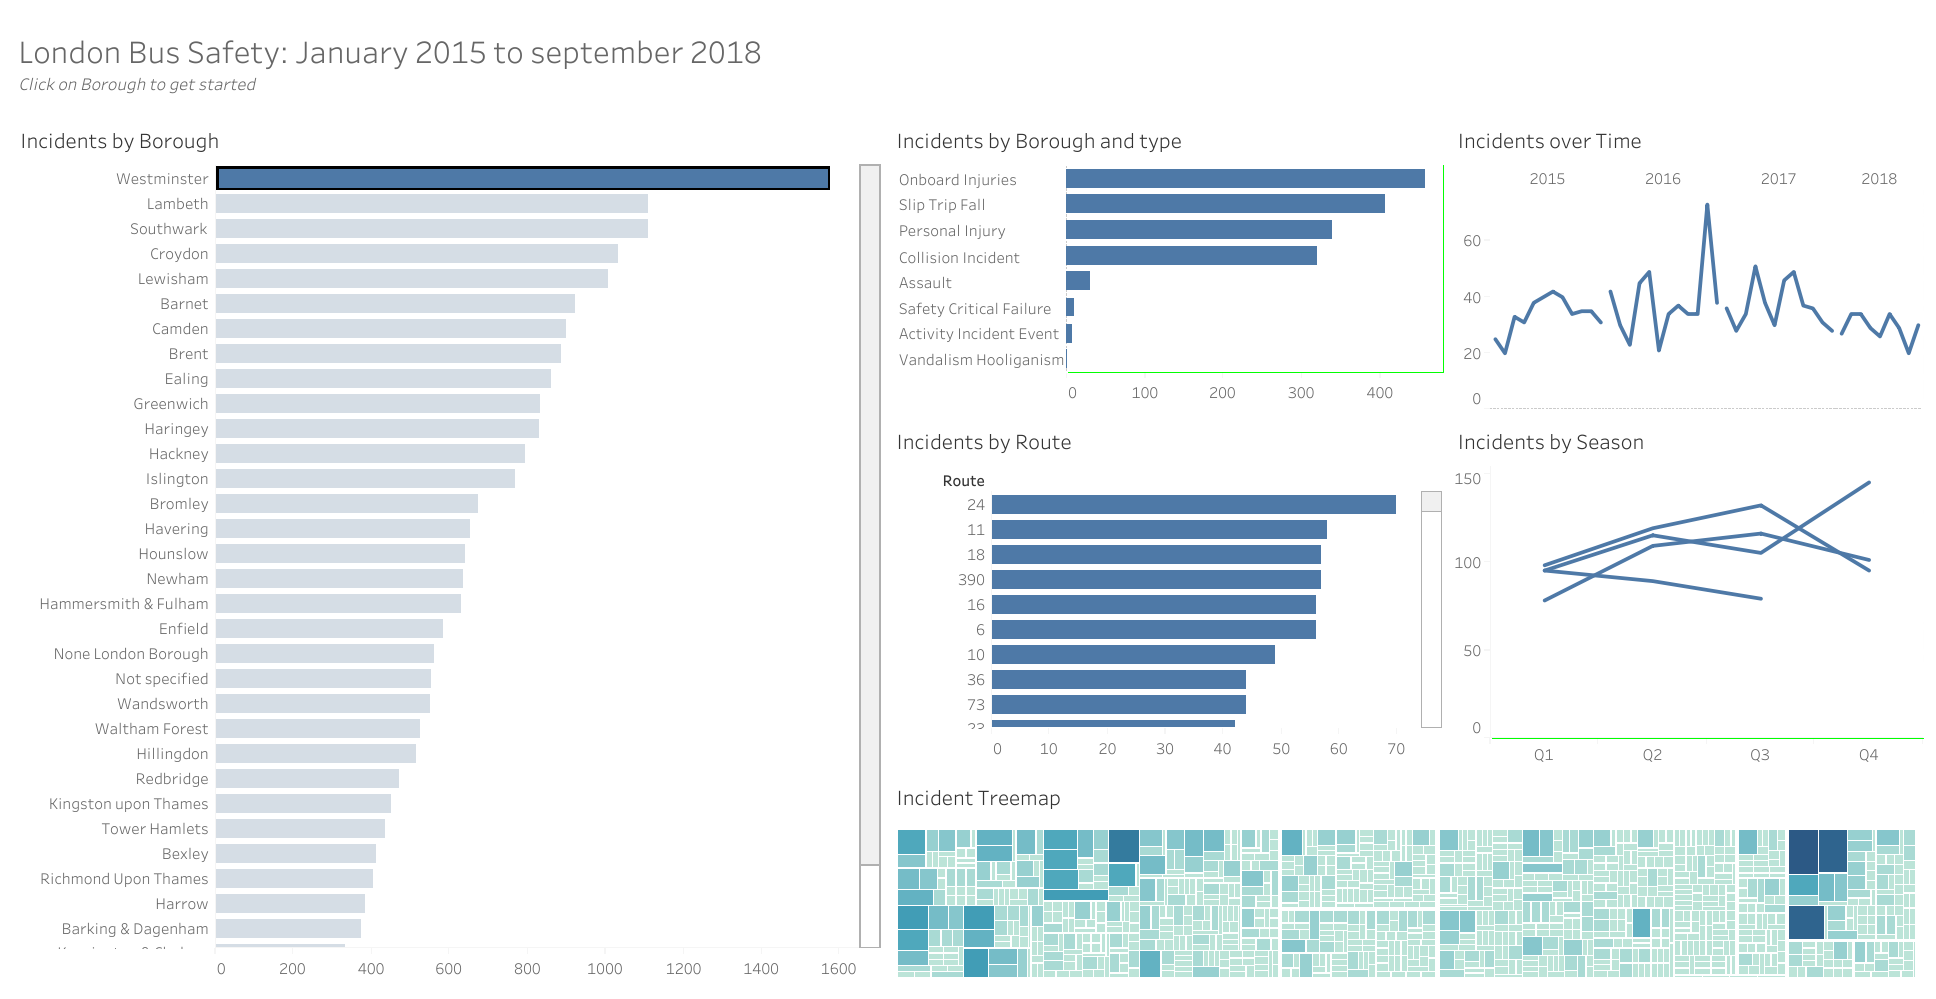 London Bus Safety: January 2015 to september 2018
Click on Borough to get started
Incidents by Borough
Westminster
Lambeth
Southwark
Croydon
Lewisham
Barnet
Camden
Brent
Ealing
Greenwich
Haringey
Hackney
Islington
Bromley
Havering
Hounslow
Newham
Hammersmith & Fulham
Enfield
None London Borough
Not specified
Wandsworth
Waltham Forest
Hillingdon
Redbridge
Kingston upon Thames
Tower Hamlets
Bexley
Richmond Upon Thames
Harrow
Barking & Dagenham
0 200 400 600 800 1000 1200 1400 1600
Incidents by Borough and type
Onboard Injuries
Slip Trip Fall
Personal Injury
Collision Incident
Assault
Safety Critical Failure
Activity Incident Event
Vandalism Hooliganism
0 100 200 300 400
Incidents over Time
2015 2016 2017 2018
60
40
20
0
Incidents by Route
Route
24
11
18
390
16
6
10
36
73
0 10 20 30 40 50 60 70
Incidents by Season
150
100
50
0
Q1 Q2 Q3 Q4
Incident Treemap